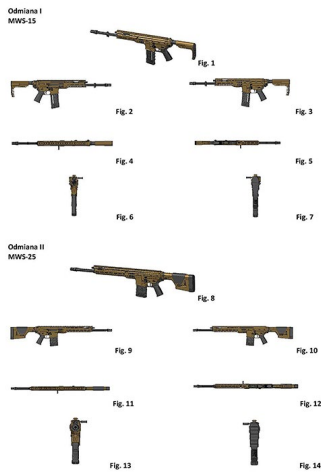 Odmiana I
MWS-15
Fig. 1
Fig. 2
Fig. 3
Fig. 4
Fig. 5
Fig. 6
Fig. 7
Odmiana II
MWS-25
Fig. 8
Fig. 9
Fig. 10
Fig. 11
Fig. 12
Fig. 13
Fig. 14